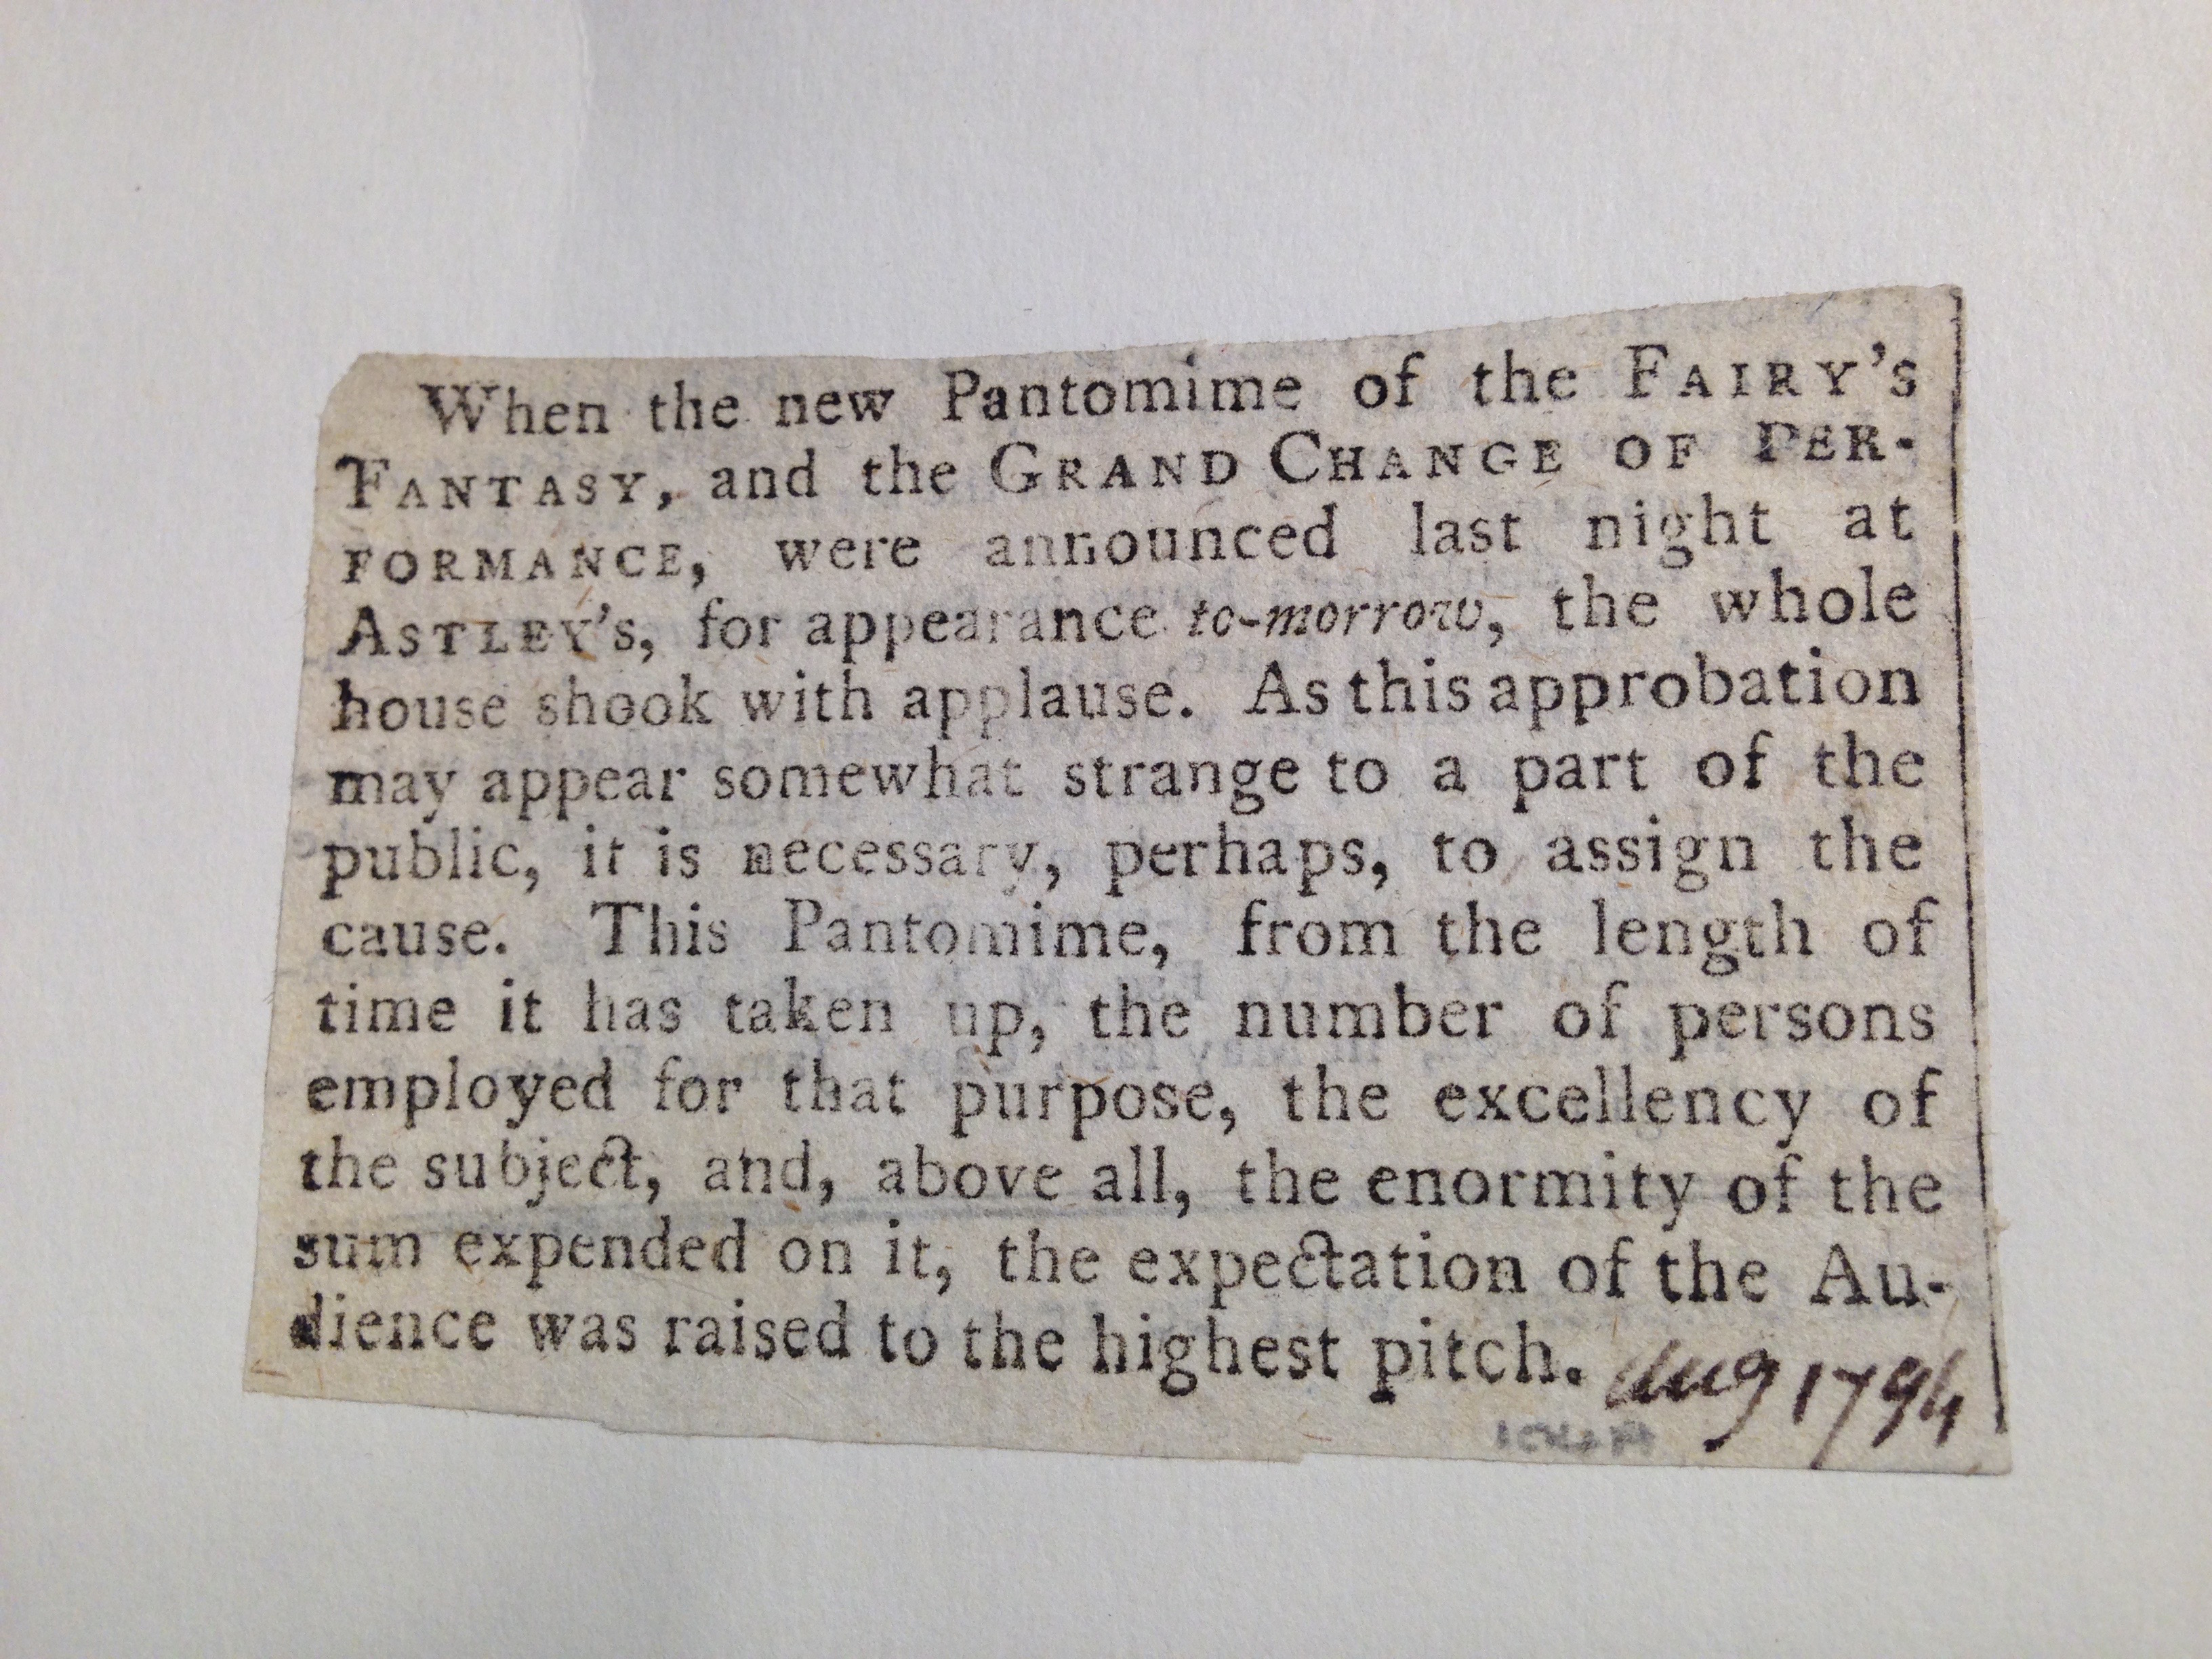 When the new Pantomime of the FAIRY'S
FANTASY, and the GRAND CHANGE OF PER-
FORMANCE, were announced last night at
ASTLEY'S, for appearance to-morrow, the whole
house shook with applause. As this approbation
may appear somewhat strange to a part of the
public, it is necessary, perhaps, to assign the
cause. This Pantomime, from the length of
time it has taken up, the number of persons
employed for that purpose, the excellency of
the subject, and, above all, the enormity of the
sum expended on it, the expectation of the Au-
dience was raised to the highest pitch.
Aug 1794